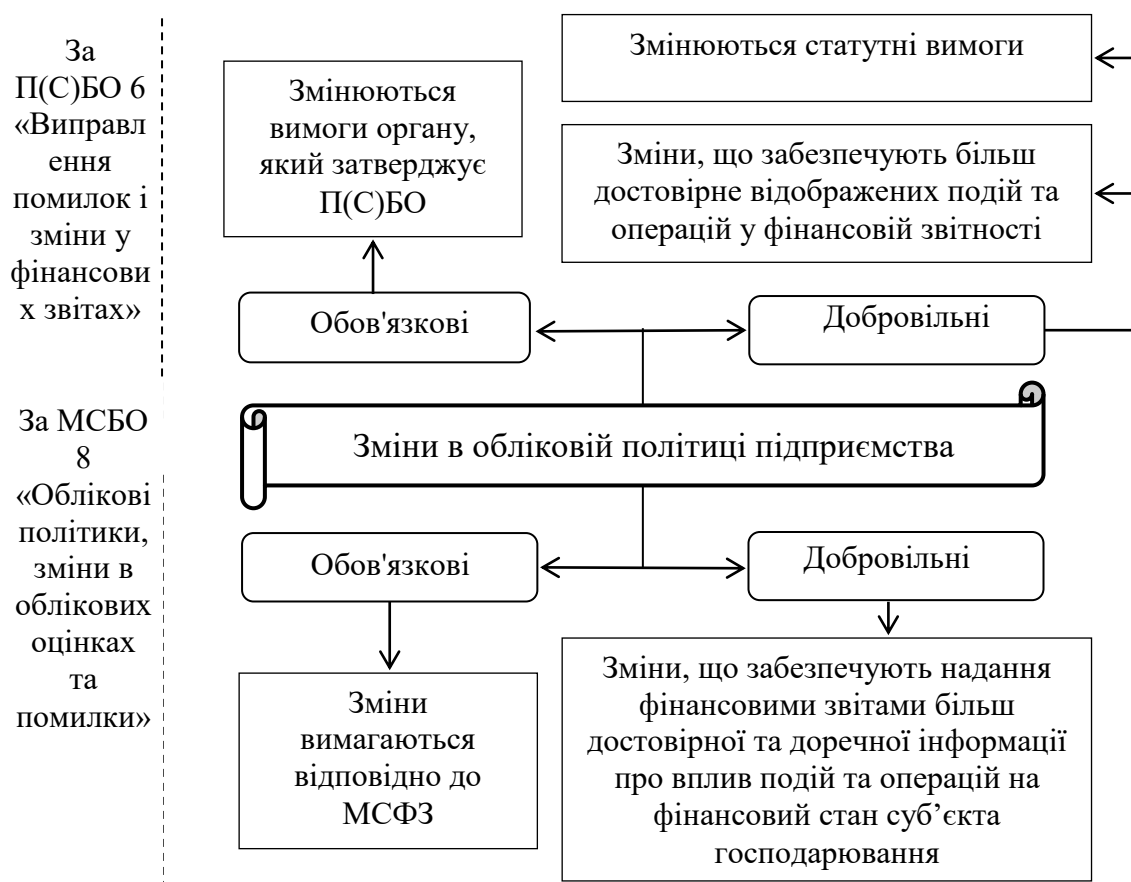 За
П(С)БО 6
«Виправл
ення
помилок і
зміни у
фінансови
х звітах»
Змінюються
вимоги органу,
який затверджує
П(С)БО
Змінюються статутні вимоги
Зміни, що забезпечують більш
достовірне відображених подій та
операцій у фінансовій звітності
Обов'язкові
Добровільні
Зміни в обліковій політиці підприємства
За МСБО
8
«Облікові
політики,
зміни в
облікових
оцінках
та
помилки»
Обов'язкові
Добровільні
Зміни
вимагаються
відповідно до
МСФЗ
Зміни, що забезпечують надання
фінансовими звітами більш
достовірної та доречної інформації
про вплив подій та операцій на
фінансовий стан суб’єкта
господарювання